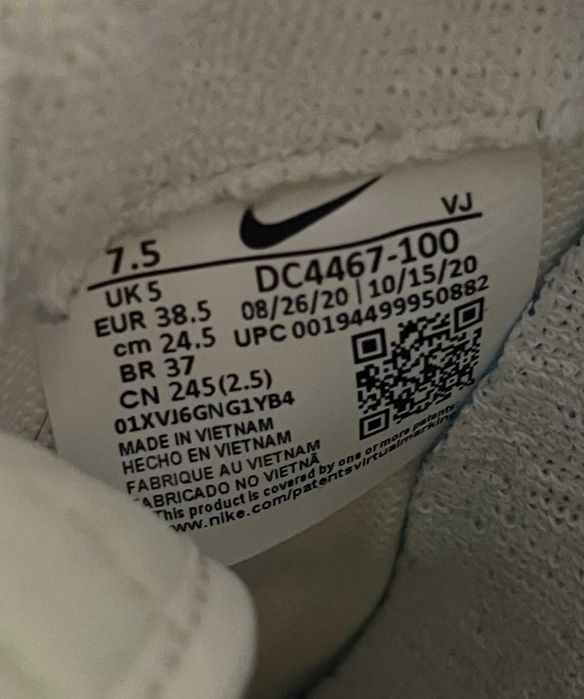 VJ
7.5
UK 5
EUR 38.5
cm 24.5
BR 37
CN 245(2.5)
DC4467-100
08/26/20 | 10/15/20
UPC 00194499950882
01XVJ6GNG1YB4
MADE IN VIETNAM
HECHO EN VIETNAM
FABRIQUE AU VIETNAM
FABRICADO NO VIETNÃ
This product is covered by one or more patents.
www.nike.com/patentsvirtualmarking